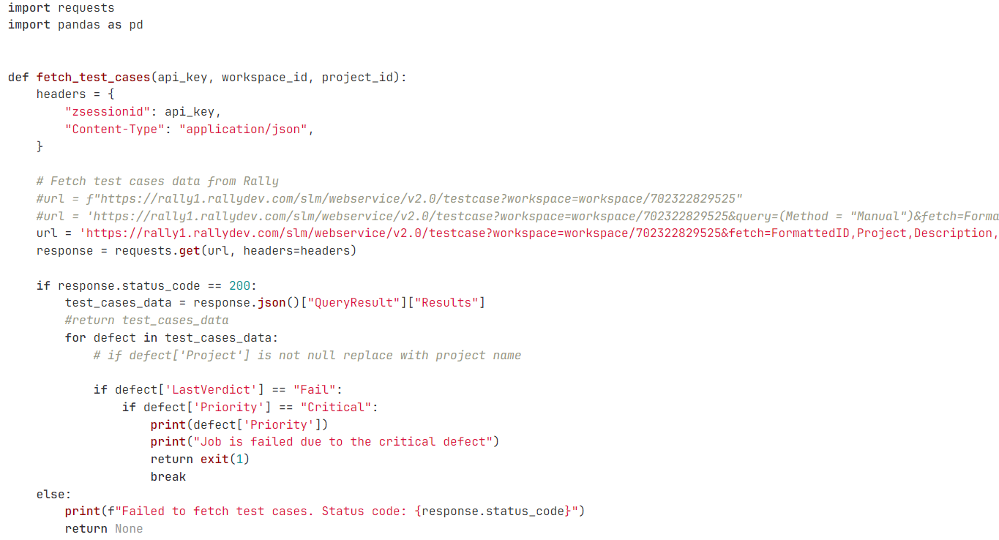 import requests
import pandas as pd
def fetch_test_cases(api_key, workspace_id, project_id):
    headers = {
        "zsessionid": api_key,
        "Content-Type": "application/json",
    }
    # Fetch test cases data from Rally
    #url = f"https://rally1.rallydev.com/slm/webservice/v2.0/testcase?workspace=workspace/702322829525"
    #url = 'https://rally1.rallydev.com/slm/webservice/v2.0/testcase?workspace=workspace/702322829525&query=(Method = "Manual")&fetch=Forma
    url = 'https://rally1.rallydev.com/slm/webservice/v2.0/testcase?workspace=workspace/702322829525&fetch=FormattedID,Project,Description,
    response = requests.get(url, headers=headers)
    if response.status_code == 200:
        test_cases_data = response.json()["QueryResult"]["Results"]
        #return test_cases_data
        for defect in test_cases_data:
            # if defect['Project'] is not null replace with project name
            if defect['LastVerdict'] == "Fail":
                if defect['Priority'] == "Critical":
                    print(defect['Priority'])
                    print("Job is failed due to the critical defect")
                    return exit(1)
                    break
    else:
        print(f"Failed to fetch test cases. Status code: {response.status_code}")
        return None